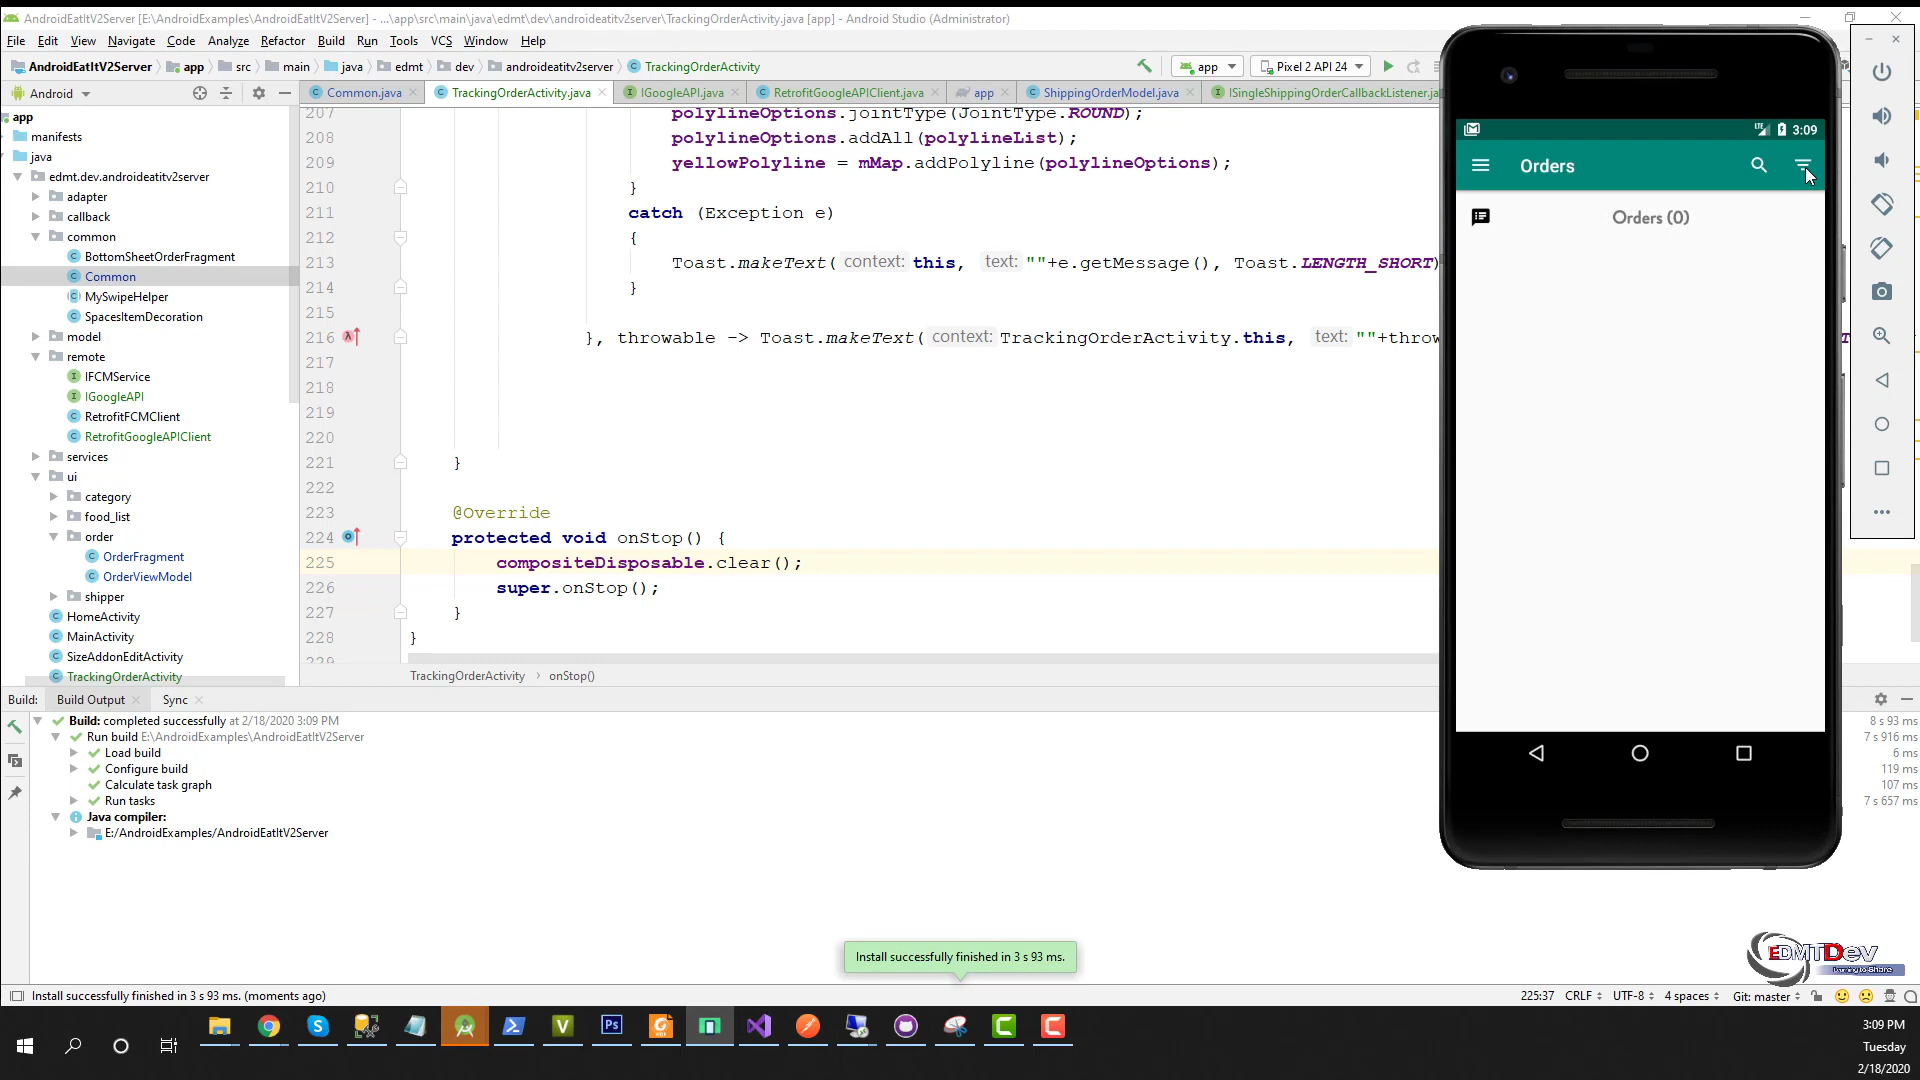 AndroidEatItV2Server [E:\AndroidExamples\AndroidEatItV2Server] - ...\app\src\main\java\edmt\dev\androideatitv2server\TrackingOrderActivity.java [app] - Android Studio (Administrator)
File Edit View Navigate Code Analyze Refactor Build Run Tools VCS Window Help
AndroidEatItV2Server app src main java edmt dev androideatitv2server TrackingOrderActivity app Pixel 2 API 24
Android Common.java TrackingOrderActivity.java IGoogleAPI.java RetrofitGoogleAPIClient.java app ShippingOrderModel.java ISingleShippingOrderCallbackListener.ja
app
manifests
java
edmt.dev.androideatitv2server
adapter
callback
common
BottomSheetOrderFragment
Common
MySwipeHelper
SpacesItemDecoration
model
remote
IFCMService
IGoogleAPI
RetrofitFCMClient
RetrofitGoogleAPIClient
services
ui
category
food_list
order
OrderFragment
OrderViewModel
shipper
HomeActivity
MainActivity
SizeAddonEditActivity
TrackingOrderActivity
207 polylineOptions.jointType(JointType.ROUND);
208 polylineOptions.addAll(polylineList);
209 yellowPolyline = mMap.addPolyline(polylineOptions);
210 }
211 catch (Exception e)
212 {
213 Toast.makeText( context: this, text: ""+e.getMessage(), Toast.LENGTH_SHORT)
214 }
215
216 }, throwable -> Toast.makeText( context: TrackingOrderActivity.this, text: ""+throw
217
218
219
220
221 }
222
223 @Override
224 protected void onStop() {
225 compositeDisposable.clear();
226 super.onStop();
227 }
228 }
229
TrackingOrderActivity › onStop()
3:09
Orders
Orders (0)
Build: Build Output Sync
Build: completed successfully at 2/18/2020 3:09 PM 8 s 93 ms
Run build E:\AndroidExamples\AndroidEatItV2Server 7 s 916 ms
Load build 6 ms
Configure build 119 ms
Calculate task graph 107 ms
Run tasks 7 s 657 ms
Java compiler:
E:/AndroidExamples/AndroidEatItV2Server
Install successfully finished in 3 s 93 ms.
EDMTDev
Learning to Share
Install successfully finished in 3 s 93 ms. (moments ago) 225:37 CRLF UTF-8 4 spaces Git: master
3:09 PM
Tuesday
2/18/2020